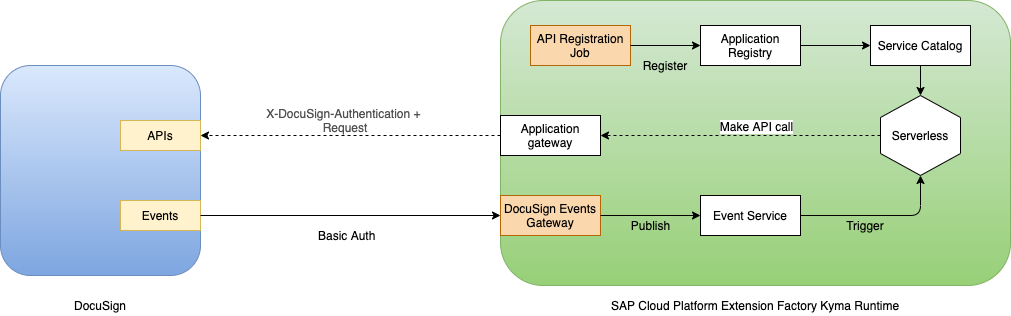 API Registration
Job
Register
Application
Registry
Service Catalog
X-DocuSign-Authentication +
Request
APIs
Application
gateway
Make API call
Serverless
Events
Basic Auth
DocuSign Events
Gateway
Publish
Event Service
Trigger
DocuSign
SAP Cloud Platform Extension Factory Kyma Runtime